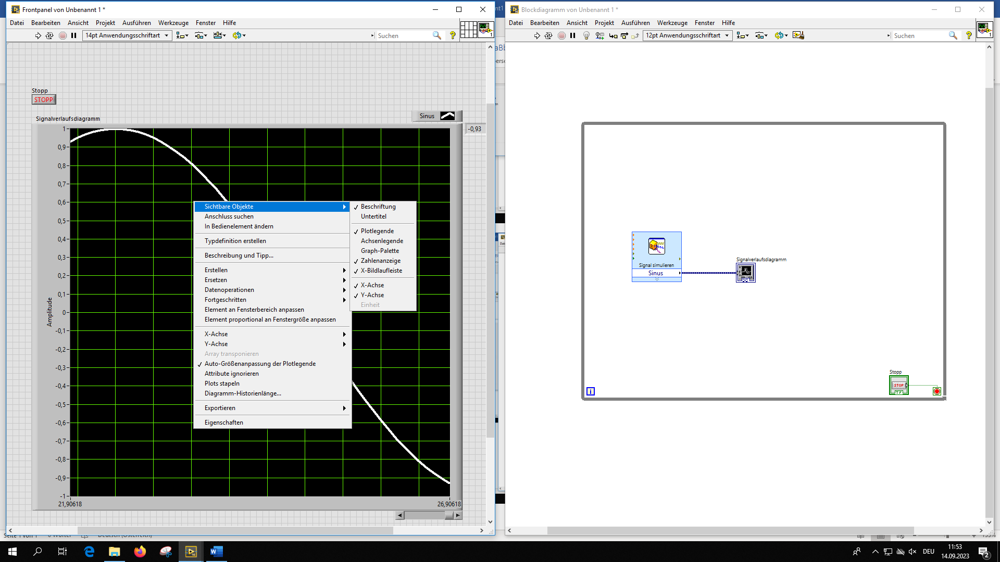 Frontpanel von Unbenannt 1 *
Datei Bearbeiten Ansicht Projekt Ausführen Werkzeuge Fenster Hilfe
14pt Anwendungsschriftart
Suchen
Stopp
STOPP
Signalverlaufsdiagramm
Sinus
-0,93
1
0,9
0,8
0,7
0,6
0,5
0,4
0,3
0,2
0,1
0
-0,1
-0,2
-0,3
-0,4
-0,5
-0,6
-0,7
-0,8
-0,9
-1
Amplitude
21,90618
26,90618
Sichtbare Objekte
Anschluss suchen
In Bedienelement ändern
Typdefinition erstellen
Beschreibung und Tipp...
Erstellen
Ersetzen
Datenoperationen
Fortgeschritten
Element an Fensterbereich anpassen
Element proportional an Fenstergröße anpassen
X-Achse
Y-Achse
Array transponieren
Auto-Größenanpassung der Plotlegende
Attribute ignorieren
Plots stapeln
Diagramm-Historienlänge...
Exportieren
Eigenschaften
Beschriftung
Untertitel
Plotlegende
Achsenlegende
Graph-Palette
Zahlenanzeige
X-Bildlaufleiste
X-Achse
Y-Achse
Einheit
Blockdiagramm von Unbenannt 1 *
Datei Bearbeiten Ansicht Projekt Ausführen Werkzeuge Fenster Hilfe
12pt Anwendungsschriftart
Suchen
Signal simulieren
Sinus
Signalverlaufsdiagramm
Stopp
STOP
TF
i
DEU
11:53
14.09.2023
2